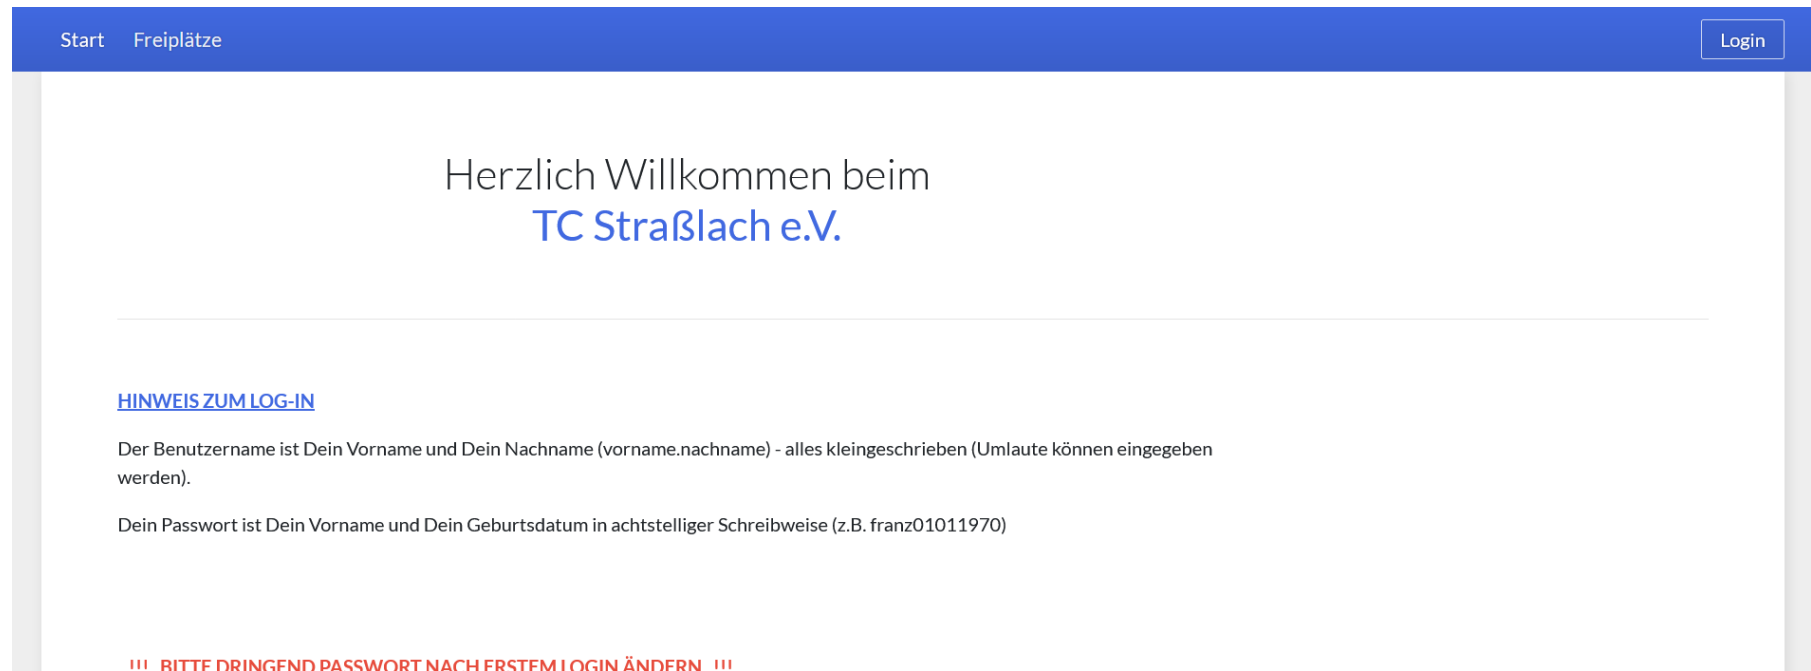 Start Freiplätze Login
Herzlich Willkommen beim
TC Straßlach e.V.
HINWEIS ZUM LOG-IN
Der Benutzername ist Dein Vorname und Dein Nachname (vorname.nachname) - alles kleingeschrieben (Umlaute können eingegeben
werden).
Dein Passwort ist Dein Vorname und Dein Geburtsdatum in achtstelliger Schreibweise (z.B. franz01011970)
!!! BITTE DRINGEND PASSWORT NACH ERSTEM LOGIN ÄNDERN !!!